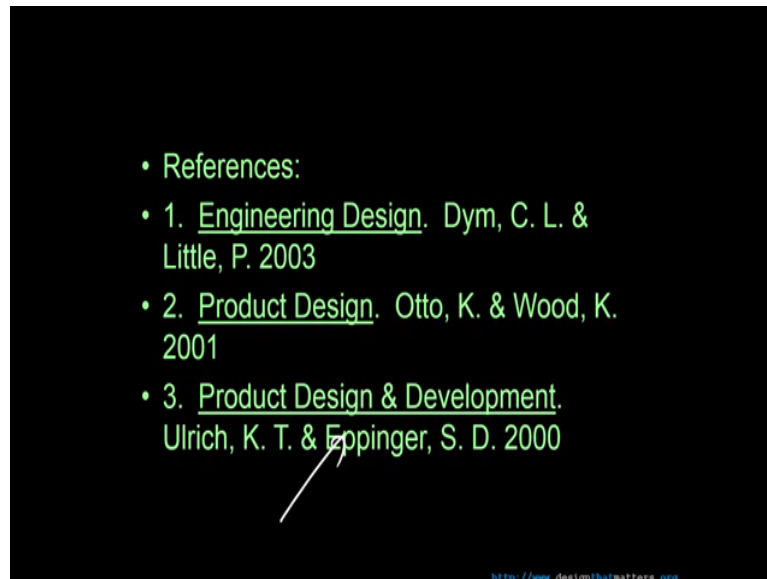 • References:
• 1. Engineering Design. Dym, C. L. &
Little, P. 2003
• 2. Product Design. Otto, K. & Wood, K.
2001
• 3. Product Design & Development.
Ulrich, K. T. & Eppinger, S. D. 2000
http://www.designthatmatters.org